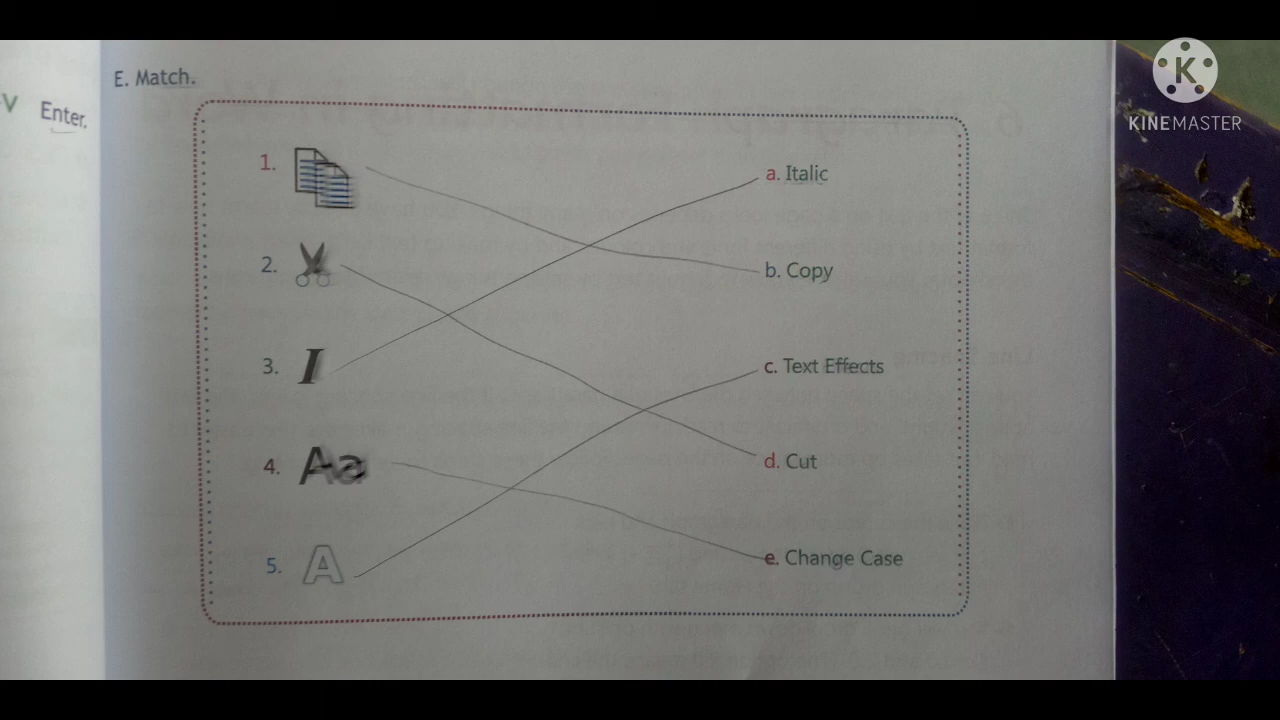 V Enter.
E. Match.
1. a. Italic
2. b. Copy
3. I c. Text Effects
4. Aa d. Cut
5. A e. Change Case
K
KINEMASTER